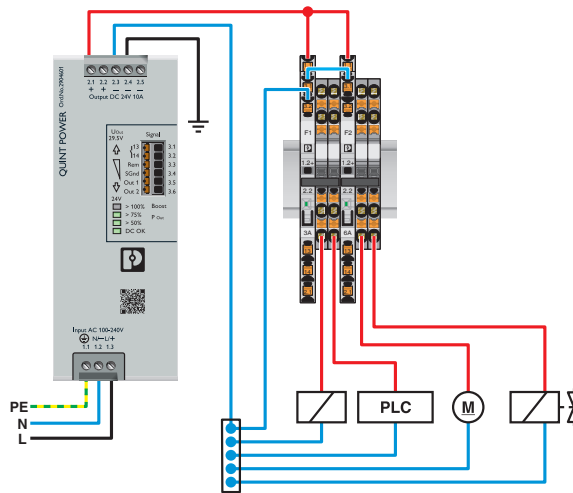 2.1 2.2 2.3 2.4 2.5
+ + − − −
Output DC 24V 10A
Ord.No.2904601
QUINT POWER
UOut
29,5V
Signal
13
14
Rem
SGnd
Out 1
Out 2
3.1
3.2
3.3
3.4
3.5
3.6
24V
> 100%
> 75%
> 50%
DC OK
Boost
P Out
Input AC 100-240V
N/− L/+
1.1 1.2 1.3
PE
N
L
F1
F2
1.2+
1.2+
2.2
2.2
3A
6A
PLC
M